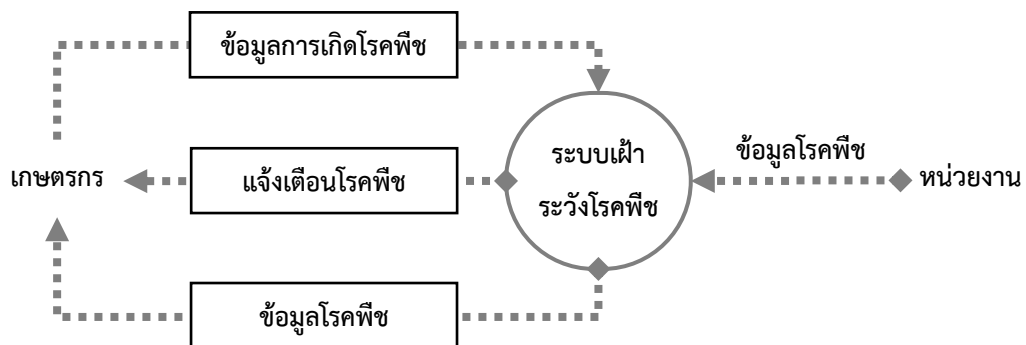 ข้อมูลการเกิดโรคพืช
ระบบเฝ้า
ระวังโรคพืช
ข้อมูลโรคพืช
เกษตรกร
แจ้งเตือนโรคพืช
หน่วยงาน
ข้อมูลโรคพืช